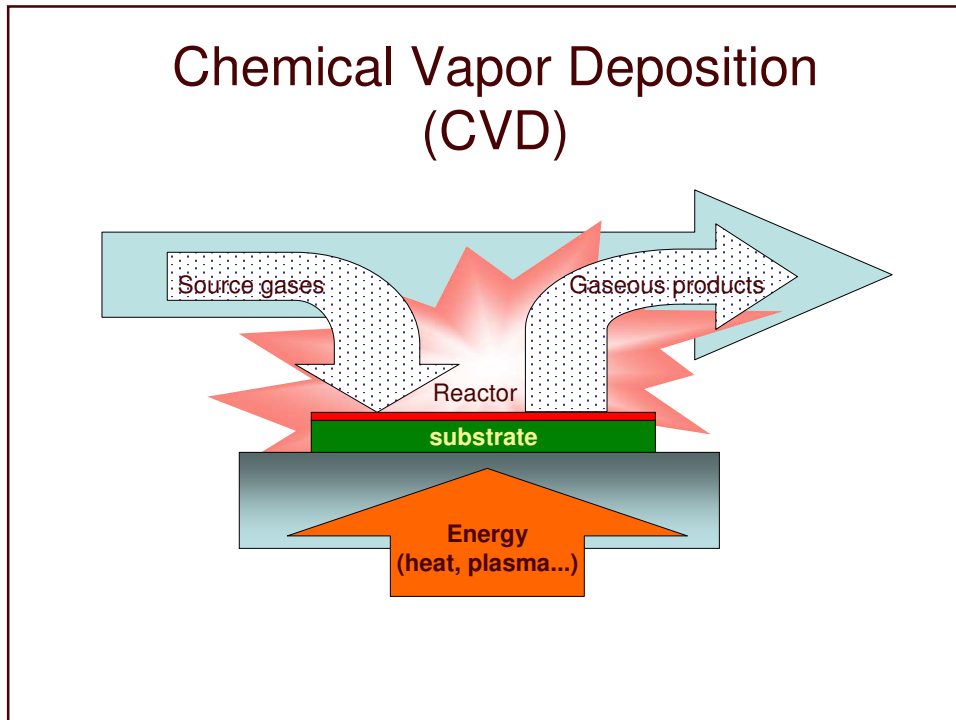 Chemical Vapor Deposition
(CVD)
Source gases
Gaseous products
Reactor
substrate
Energy
(heat, plasma...)